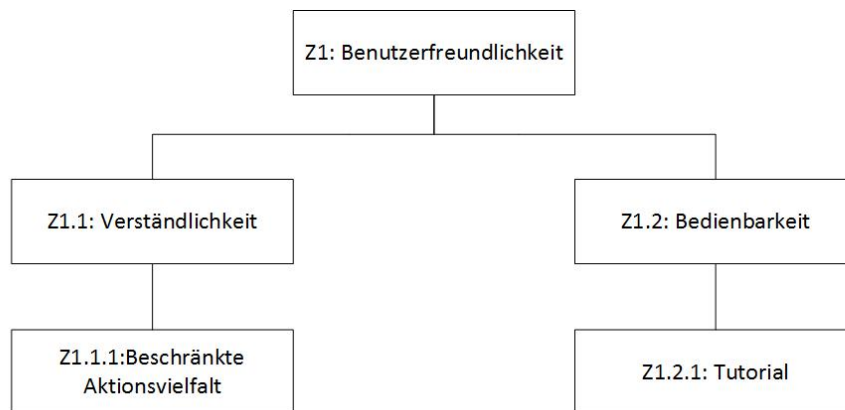 Z1: Benutzerfreundlichkeit
Z1.1: Verständlichkeit
Z1.2: Bedienbarkeit
Z1.1.1:Beschränkte
Aktionsvielfalt
Z1.2.1: Tutorial